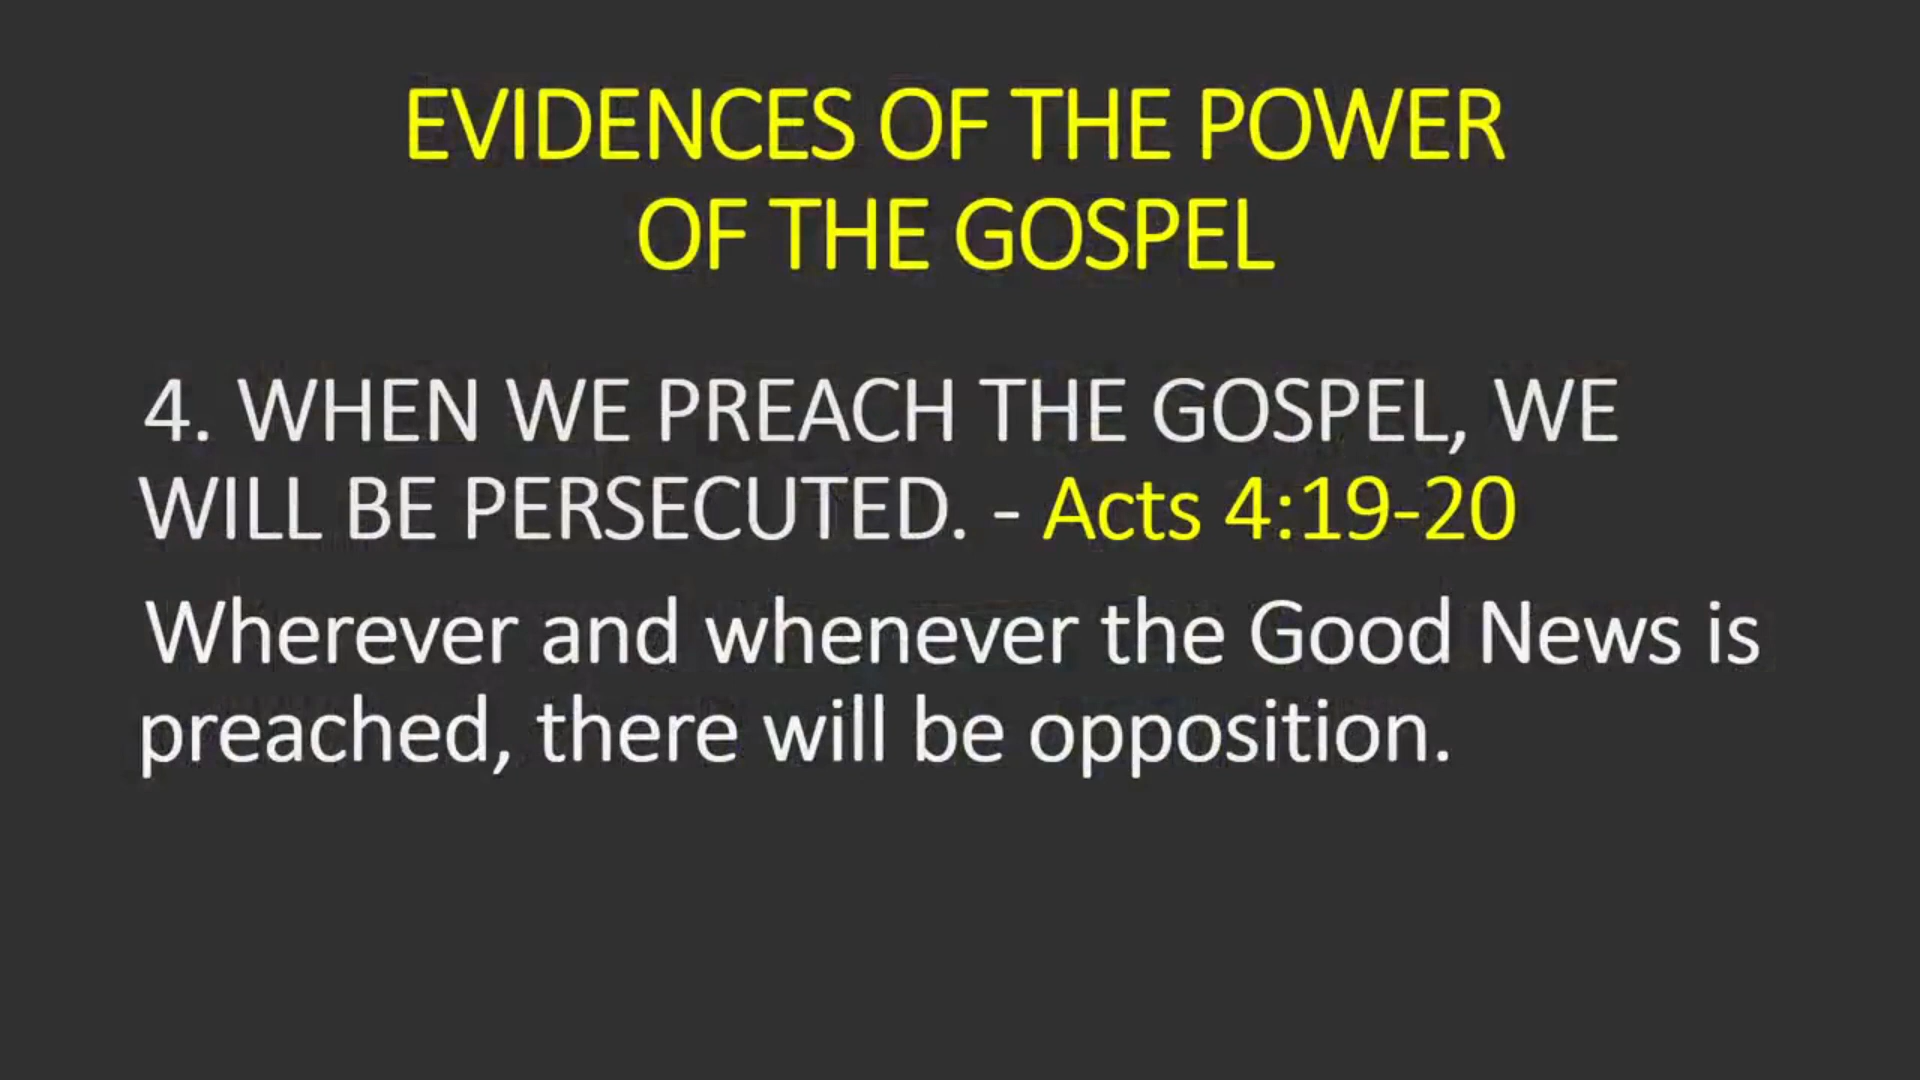 EVIDENCES OF THE POWER
OF THE GOSPEL
4. WHEN WE PREACH THE GOSPEL, WE
WILL BE PERSECUTED. - Acts 4:19-20
Wherever and whenever the Good News is
preached, there will be opposition.